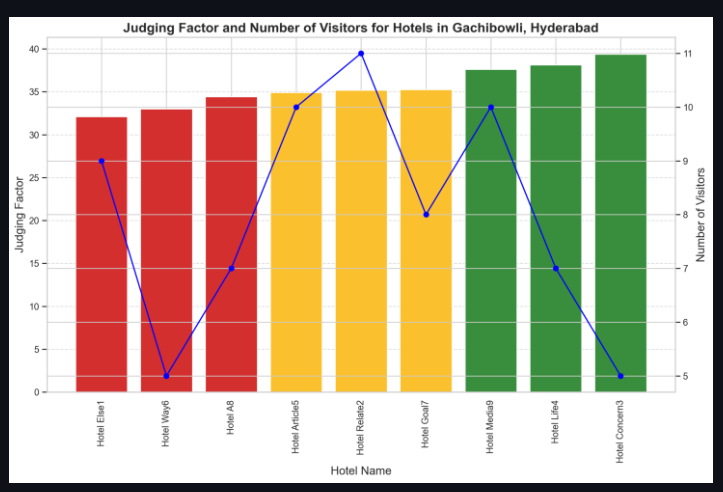 Judging Factor and Number of Visitors for Hotels in Gachibowli, Hyderabad
Judging Factor
40
35
30
25
20
15
10
5
0
11
10
9
8
7
6
5
Number of Visitors
Hotel Else1
Hotel Way6
Hotel A8
Hotel Article5
Hotel Relate2
Hotel Goal7
Hotel Media9
Hotel Life4
Hotel Concern3
Hotel Name